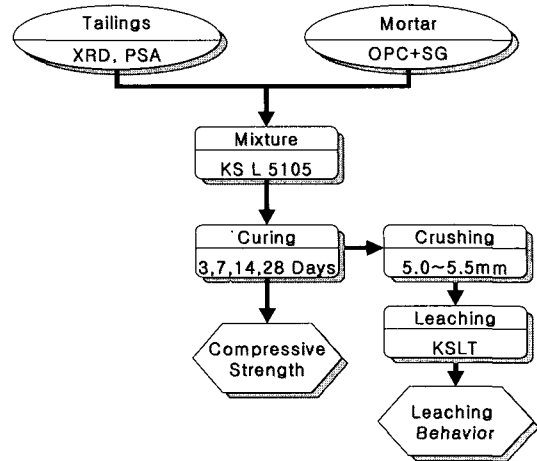 Tailings
XRD, PSA
Mortar
OPC+SG
Mixture
KS L 5105
Curing
3,7,14,28 Days
Crushing
5.0~5.5mm
Compressive
Strength
Leaching
KSLT
Leaching
Behavior